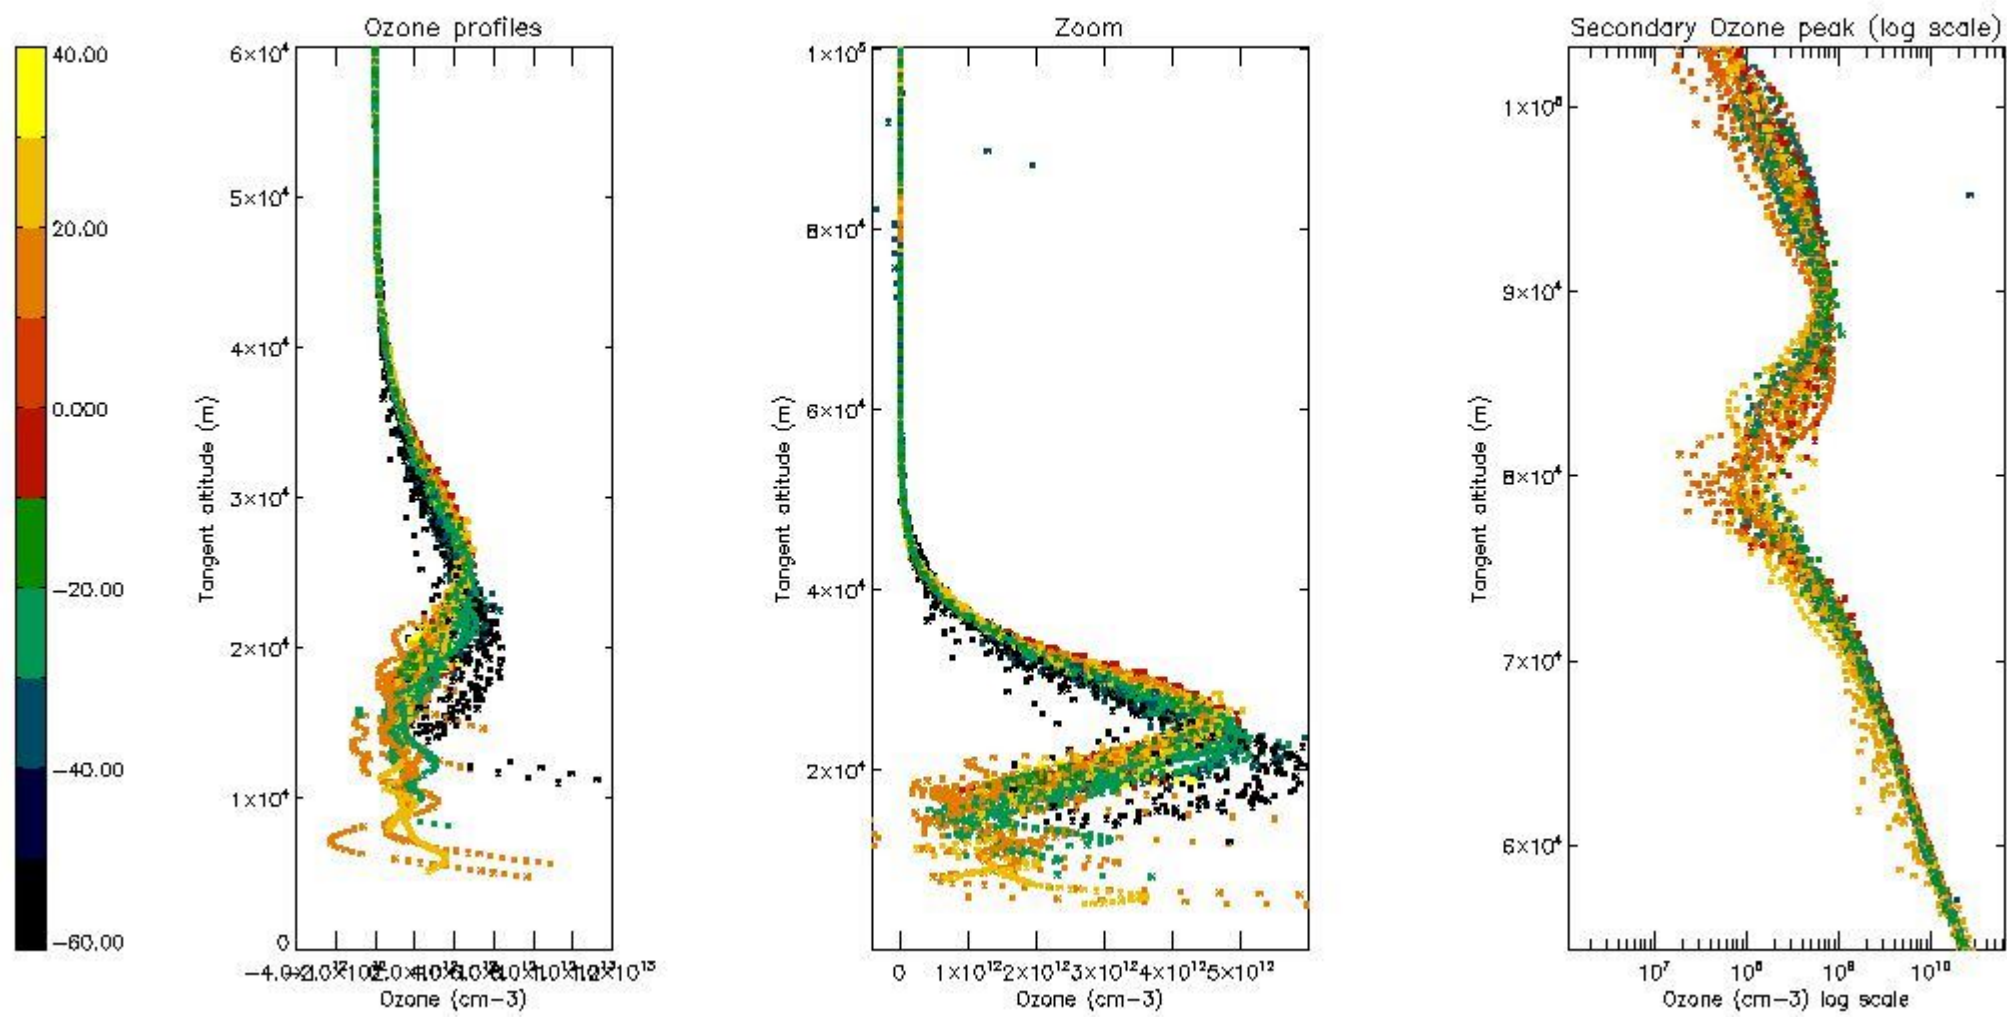 Ozone profiles
Zoom
Secondary Ozone peak (log scale)
40.00
20.00
0.000
−20.00
−40.00
−60.00
6×10⁴
5×10⁴
4×10⁴
3×10⁴
2×10⁴
1×10⁴
0
Tangent altitude (m)
Ozone (cm−3)
1×10⁵
8×10⁴
6×10⁴
4×10⁴
2×10⁴
Tangent altitude (m)
0 1×10¹² 2×10¹² 3×10¹² 4×10¹² 5×10¹²
Ozone (cm−3)
9×10⁴
8×10⁴
7×10⁴
6×10⁴
Tangent altitude (m)
10⁷ 10⁸ 10⁹ 10¹⁰
Ozone (cm−3) log scale